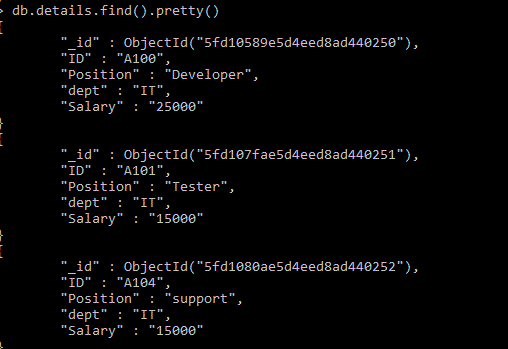 > db.details.find().pretty()
{
"_id" : ObjectId("5fd10589e5d4eed8ad440250"),
"ID" : "A100",
"Position" : "Developer",
"dept" : "IT",
"Salary" : "25000"
}
{
"_id" : ObjectId("5fd107fae5d4eed8ad440251"),
"ID" : "A101",
"Position" : "Tester",
"dept" : "IT",
"Salary" : "15000"
}
{
"_id" : ObjectId("5fd1080ae5d4eed8ad440252"),
"ID" : "A104",
"Position" : "support",
"dept" : "IT",
"Salary" : "15000"
}